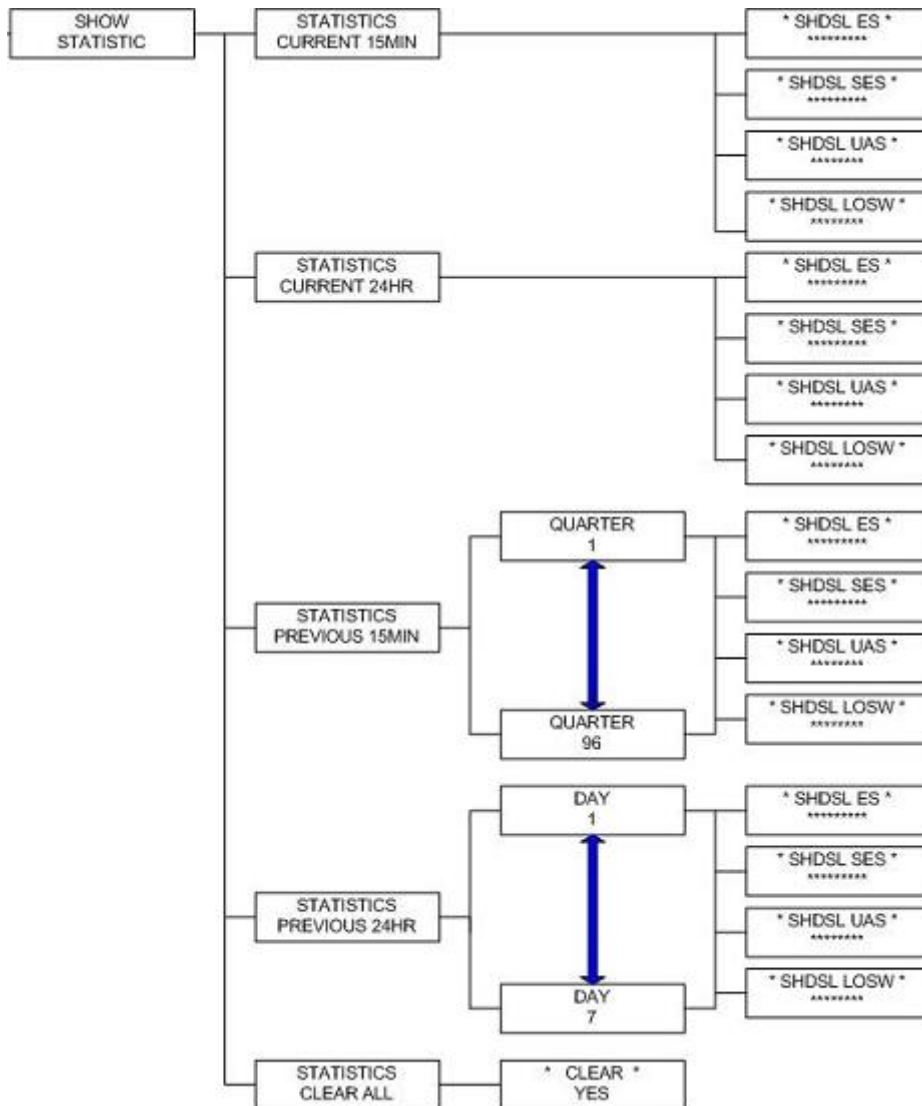 SHOW
STATISTIC
STATISTICS
CURRENT 15MIN
* SHDSL ES *
*********
* SHDSL SES *
*********
* SHDSL UAS *
********
* SHDSL LOSW *
********
STATISTICS
CURRENT 24HR
* SHDSL ES *
*********
* SHDSL SES *
*********
* SHDSL UAS *
********
* SHDSL LOSW *
********
STATISTICS
PREVIOUS 15MIN
QUARTER
1
QUARTER
96
* SHDSL ES *
*********
* SHDSL SES *
*********
* SHDSL UAS *
********
* SHDSL LOSW *
********
STATISTICS
PREVIOUS 24HR
DAY
1
DAY
7
* SHDSL ES *
*********
* SHDSL SES *
*********
* SHDSL UAS *
********
* SHDSL LOSW *
********
STATISTICS
CLEAR ALL
* CLEAR *
YES